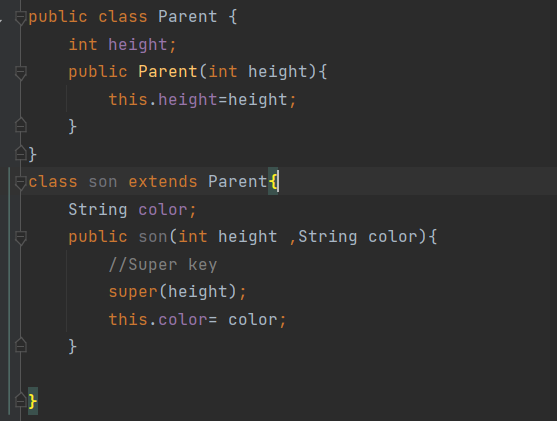 public class Parent {
    int height;
    public Parent(int height){
        this.height=height;
    }
}
class son extends Parent{
    String color;
    public son(int height ,String color){
        //Super key
        super(height);
        this.color= color;
    }
}